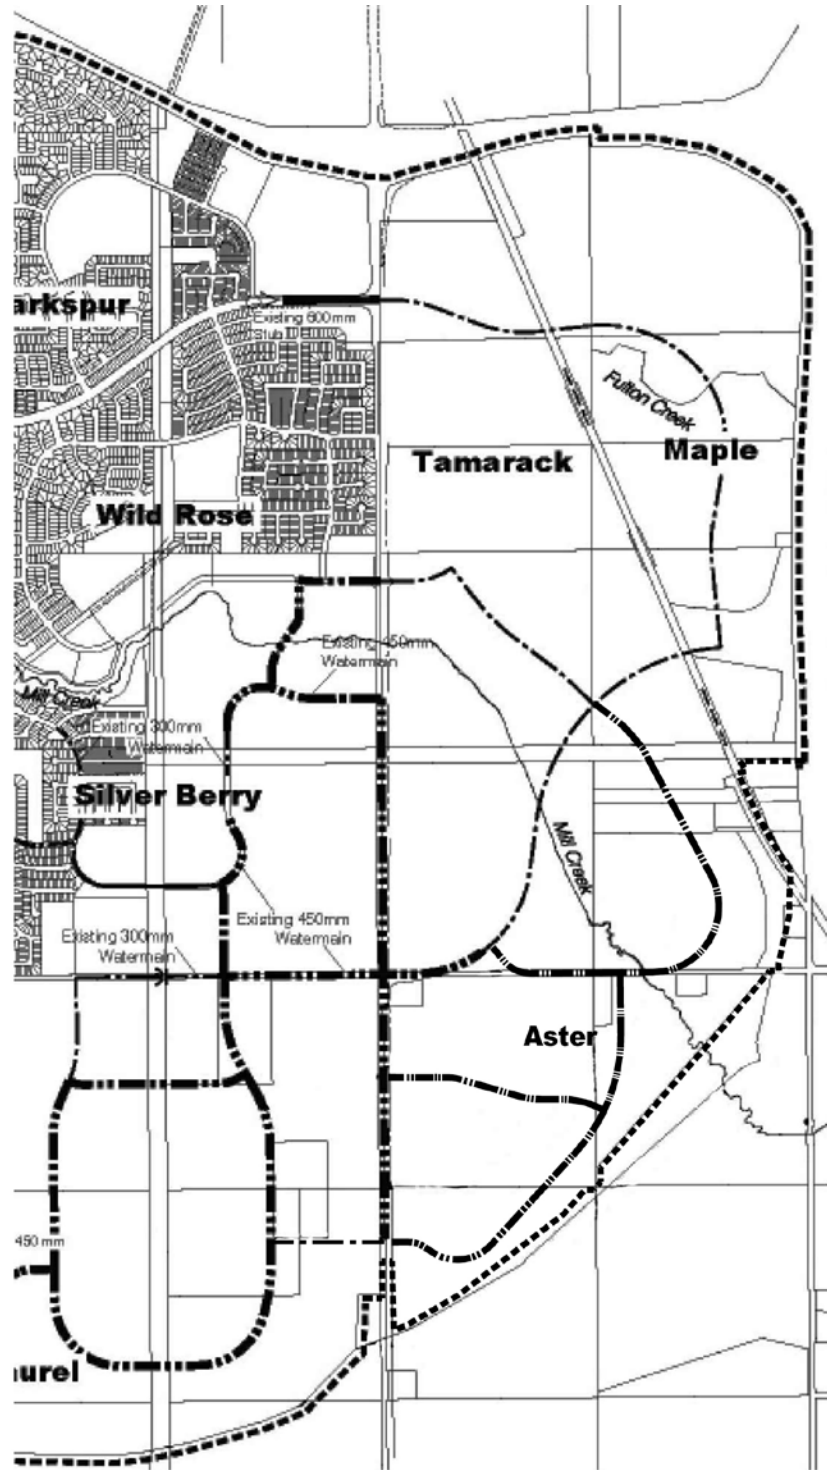 arkspur
Existing 600mm
Stub
Fulton Creek
Maple
Tamarack
Wild Rose
Existing 450mm
Watermain
Mill Creek
Existing 300mm
Watermain
Silver Berry
Mill Creek
Existing 450mm
Watermain
Existing 300mm
Watermain
Aster
450 mm
aurel